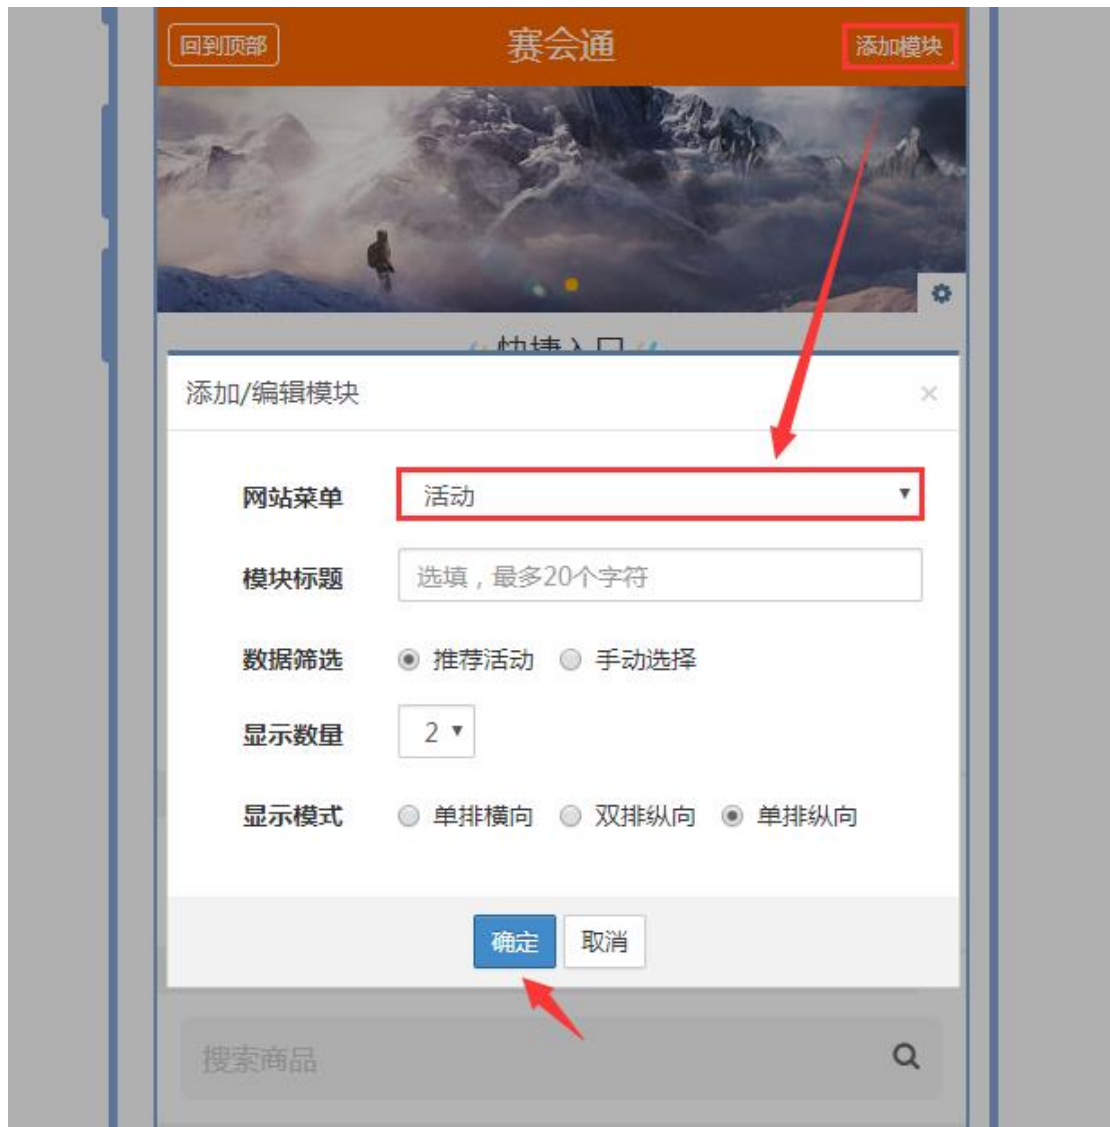 回到顶部 赛会通 添加模块
快捷入口
添加/编辑模块 ×
网站菜单 活动
模块标题 选填，最多20个字符
数据筛选 推荐活动 手动选择
显示数量 2
显示模式 单排横向 双排纵向 单排纵向
确定 取消
搜索商品